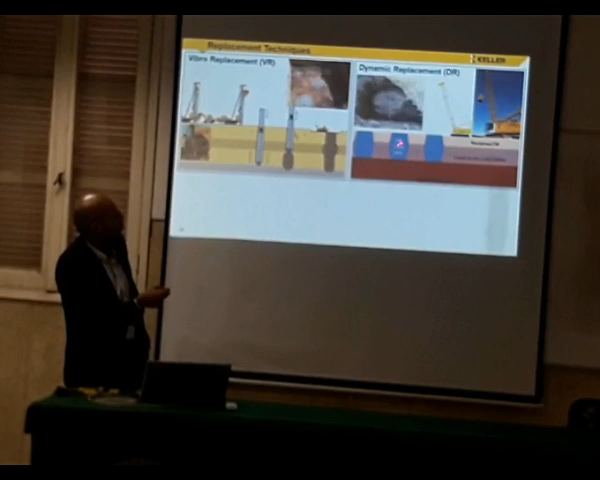 Replacement Techniques
KELLER
Vibro Replacement (VR)
Dynamic Replacement (DR)